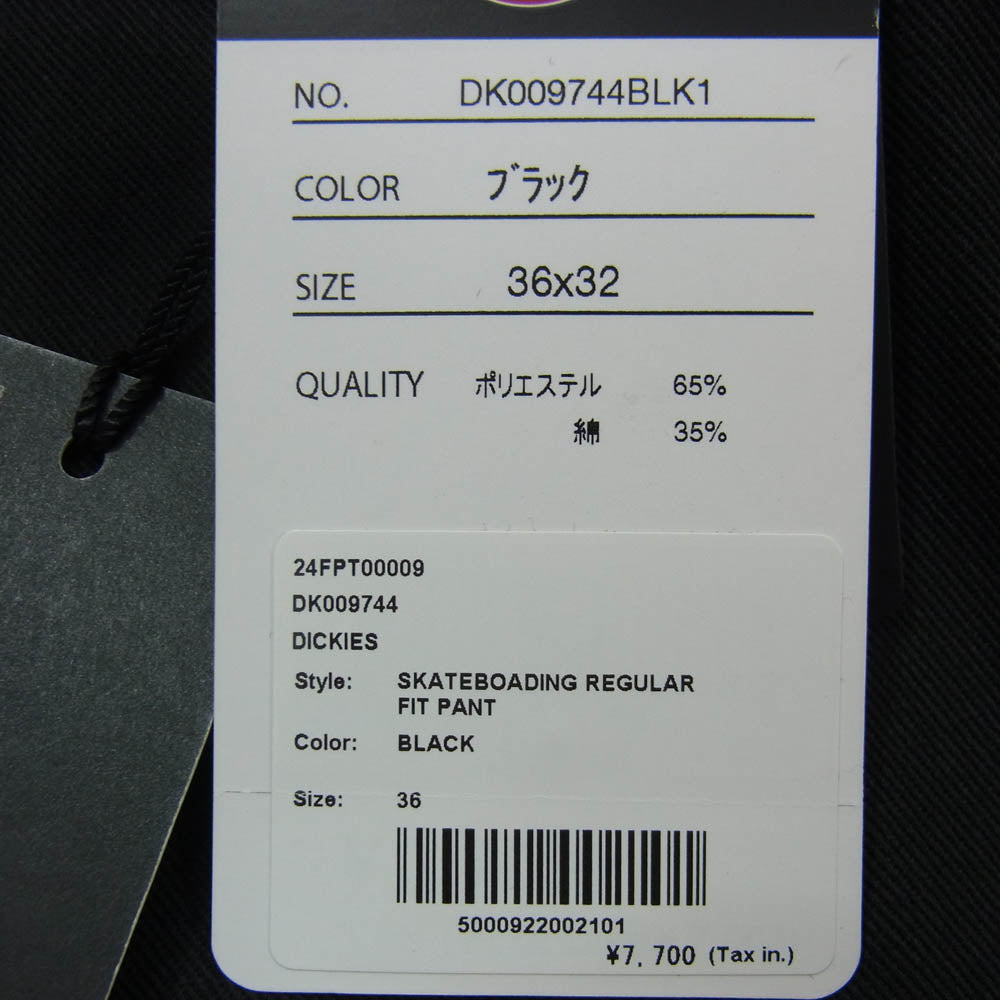 NO. DK009744BLK1
COLOR ブラック
SIZE 36x32
QUALITY ポリエステル 65%
綿 35%
24FPT00009
DK009744
DICKIES
Style: SKATEBOADING REGULAR
FIT PANT
Color: BLACK
Size: 36
5000922002101
¥7,700 (Tax in.)